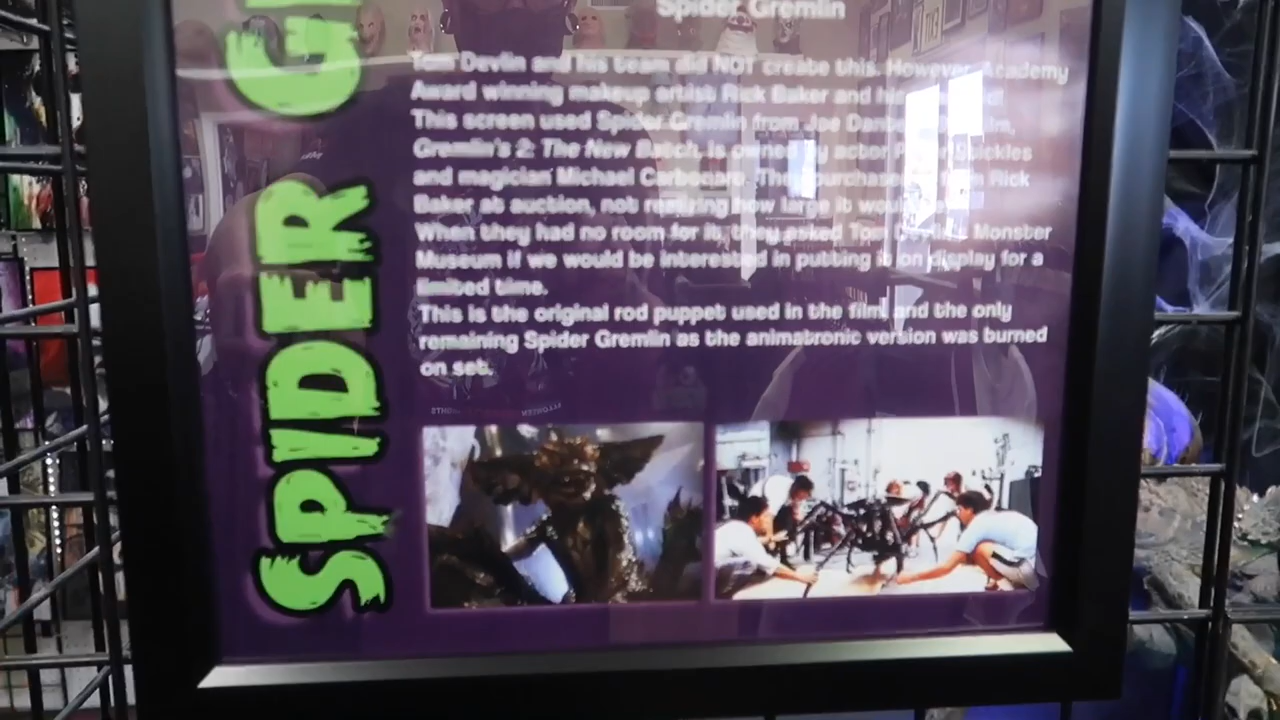 SPIDER G
Spider Gremlin
Tom Devlin and his team did NOT create this. However, Academy
Award winning makeup artist Rick Baker and his
This screen used Spider Gremlin from Joe Dante's
Gremlin's 2: The New Batch. is owned by actor
and magician Michael Carbonaro. They purchased from Rick
Baker at auction, not realizing how large it would
When they had no room for it, they asked Tom Devlin's Monster
Museum if we would be interested in putting it on display for a
limited time.
This is the original rod puppet used in the film, and the only
remaining Spider Gremlin as the animatronic version was burned
on set.